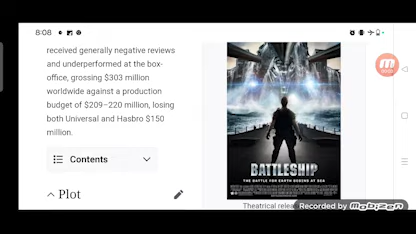 8:08
received generally negative reviews
and underperformed at the box-
office, grossing $303 million
worldwide against a production
budget of $209–220 million, losing
both Universal and Hasbro $150
million.
Contents
Plot
BATTLESHIP
THE BATTLE FOR EARTH BEGINS AT SEA
Theatrical
Recorded by
MOBIZEN